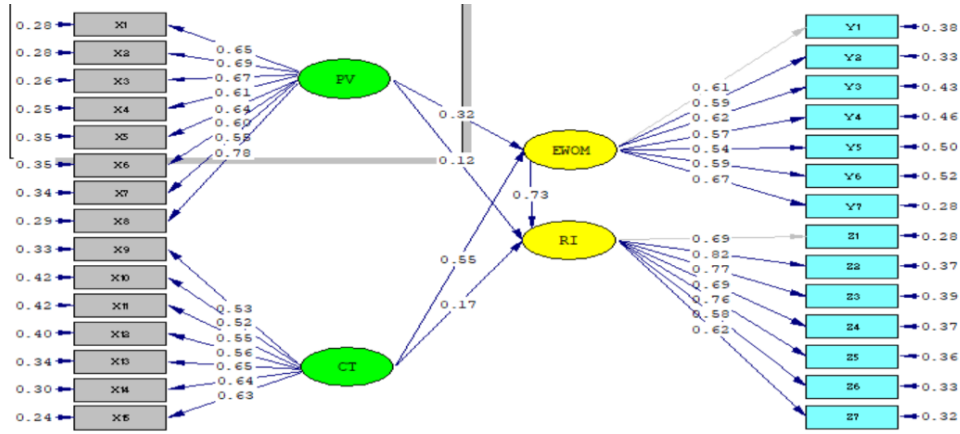 0.28 X1
0.28 X2
0.26 X3
0.25 X4
0.35 X5
0.35 X6
0.34 X7
0.29 X8
0.33 X9
0.42 X10
0.42 X11
0.40 X12
0.34 X13
0.30 X14
0.24 X15
0.65
0.69
0.67
0.61
0.64
0.60
0.78
0.53
0.52
0.55
0.56
0.65
0.64
0.63
PV
CT
0.32
0.12
0.55
0.17
0.73
EWOM
RI
0.61
0.59
0.62
0.57
0.54
0.59
0.67
0.69
0.82
0.77
0.69
0.76
0.58
0.62
Y1 0.38
Y2 0.33
Y3 0.43
Y4 0.46
Y5 0.50
Y6 0.52
Y7 0.28
Z1 0.28
Z2 0.37
Z3 0.39
Z4 0.37
Z5 0.36
Z6 0.33
Z7 0.32